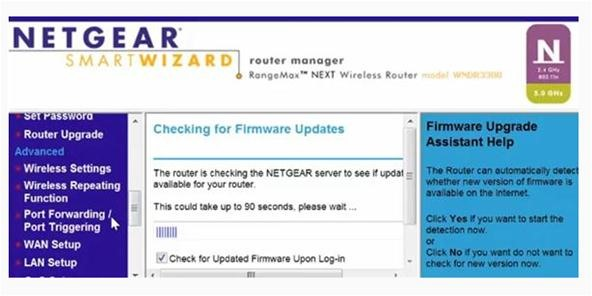 NETGEAR
SMARTWIZARD
router manager
RangeMax™ NEXT Wireless Router model WNDR3300
N
2.4 GHz
802.11n
5.0 GHz
Set Password
Router Upgrade
Advanced
Wireless Settings
Wireless Repeating
Function
Port Forwarding /
Port Triggering
WAN Setup
LAN Setup
Checking for Firmware Updates
The router is checking the NETGEAR server to see if updat
available for your router.
This could take up to 90 seconds, please wait ...
Check for Updated Firmware Upon Log-in
Firmware Upgrade
Assistant Help
The Router can automatically detect
whether new version of firmware is
available on the Internet.
Click Yes if you want to start the
detection now.
or
Click No if you want do not want to
check for new version now.